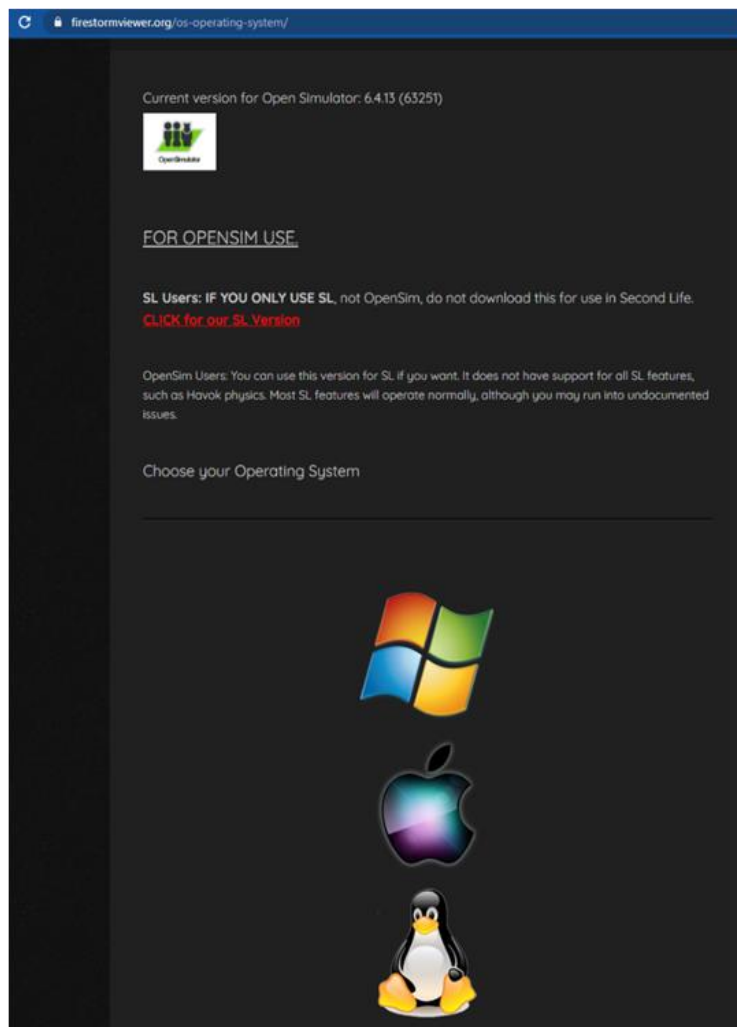 firestormviewer.org/os-operating-system/
Current version for Open Simulator: 6.4.13 (63251)
OpenSimulator
FOR OPENSIM USE.
SL Users: IF YOU ONLY USE SL, not OpenSim, do not download this for use in Second Life.
CLICK for our SL Version
OpenSim Users: You can use this version for SL if you want. It does not have support for all SL features,
such as Havok physics. Most SL features will operate normally, although you may run into undocumented
issues.
Choose your Operating System